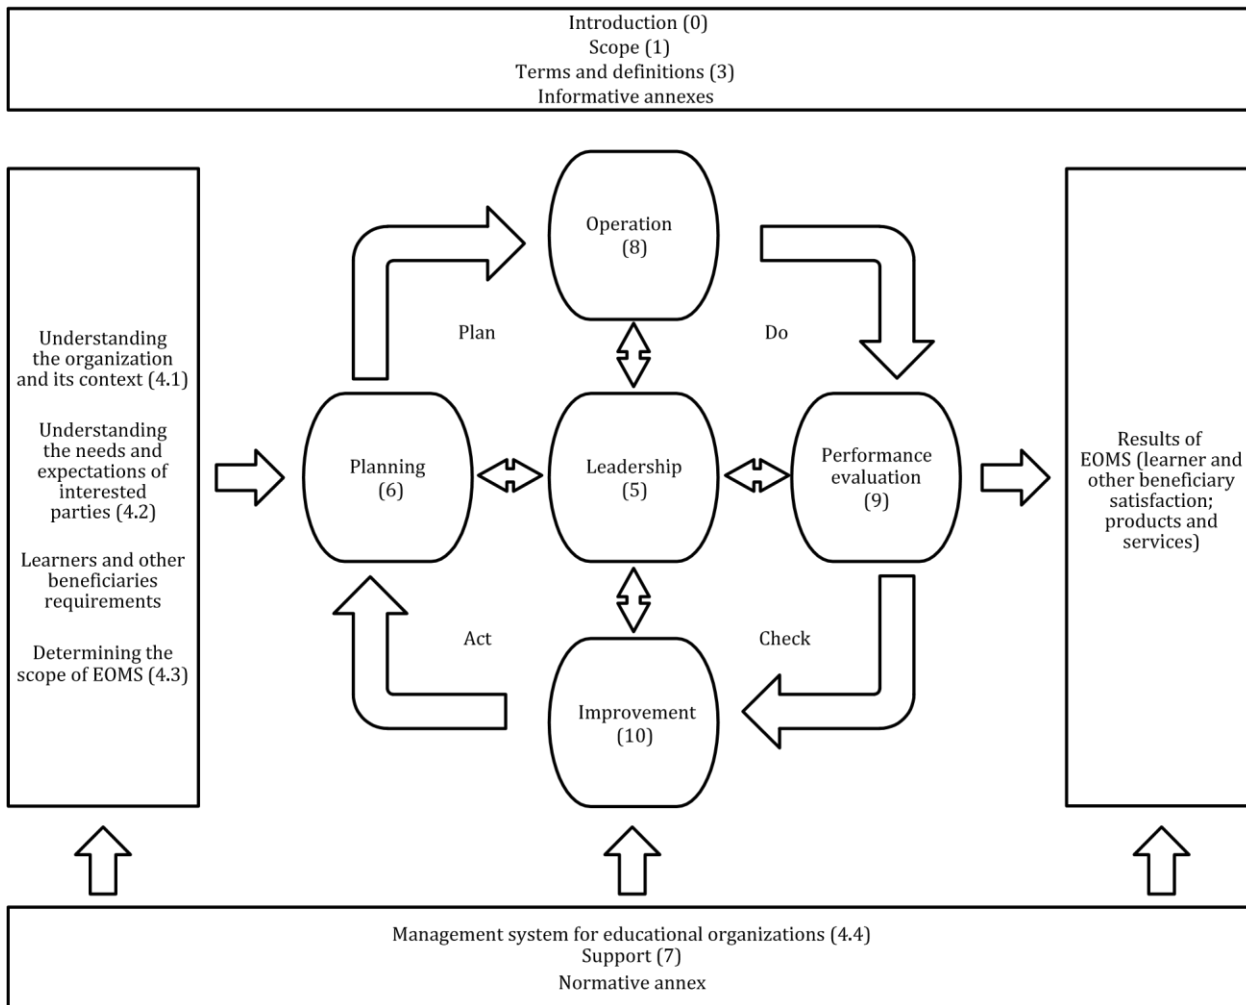 Introduction (0)
Scope (1)
Terms and definitions (3)
Informative annexes
Understanding
the organization
and its context (4.1)
Understanding
the needs and
expectations of
interested
parties (4.2)
Learners and other
beneficiaries
requirements
Determining the
scope of EOMS (4.3)
Operation
(8)
Plan
Do
Planning
(6)
Leadership
(5)
Performance
evaluation
(9)
Act
Check
Improvement
(10)
Results of
EOMS (learner and
other beneficiary
satisfaction;
products and
services)
Management system for educational organizations (4.4)
Support (7)
Normative annex